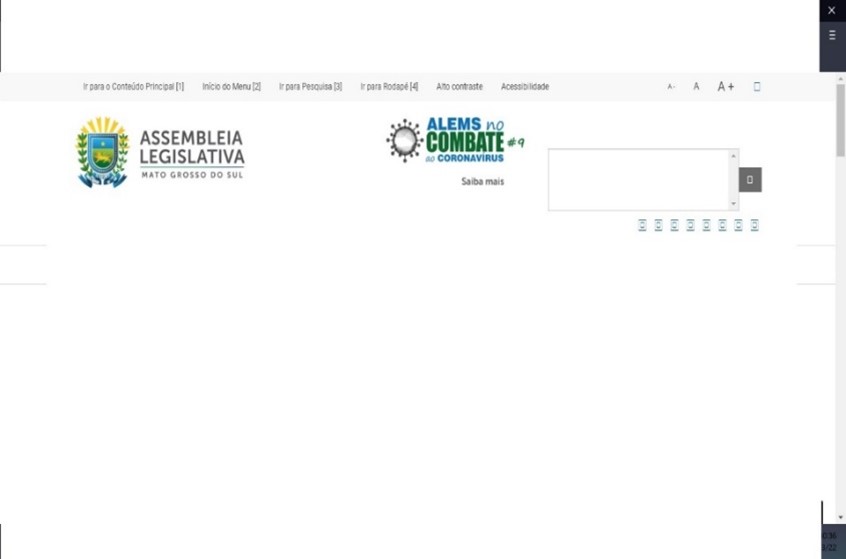 Ir para o Conteúdo Principal [1] Início do Menu [2] Ir para Pesquisa [3] Ir para Rodapé [4] Alto contraste Acessibilidade A- A A+
ASSEMBLEIA
LEGISLATIVA
MATO GROSSO DO SUL
ALEMS no
COMBATE #9
ao CORONAVÍRUS
Saiba mais